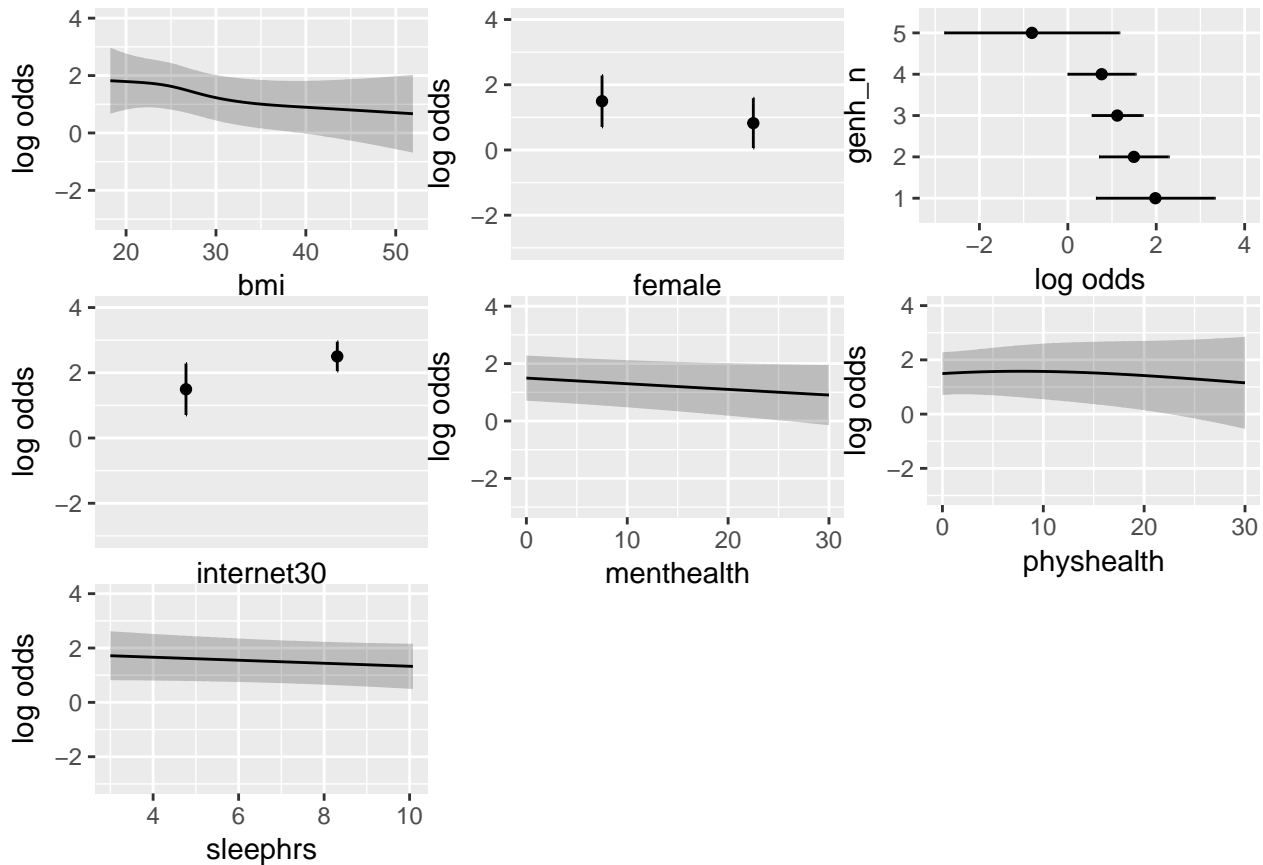 4
2
0
−2
log odds
20 30 40 50
bmi
4
2
0
−2
log odds
female
5
4
3
2
1
genh_n
−2 0 2 4
log odds
4
2
0
−2
log odds
internet30
4
2
0
−2
log odds
0 10 20 30
menthealth
4
2
0
−2
log odds
0 10 20 30
physhealth
4
2
0
−2
log odds
4 6 8 10
sleephrs